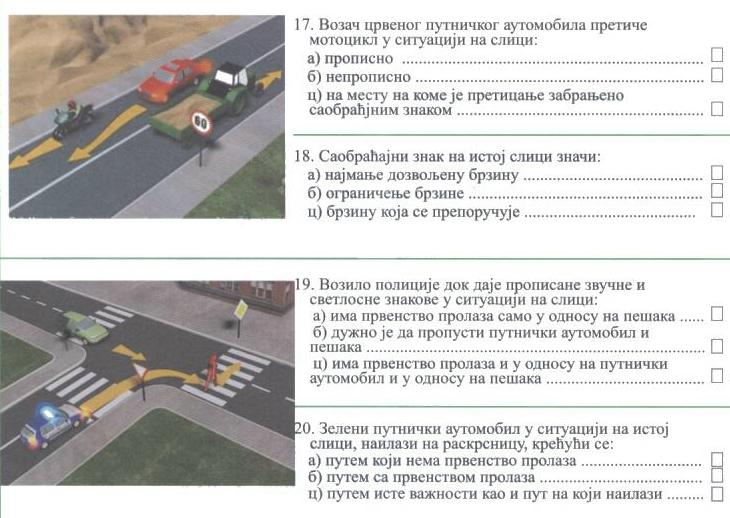 60
17. Возач црвеног путничког аутомобила претиче
мотоцикл у ситуацији на слици:
а) прописно
б) непрописно
ц) на месту на коме је претицање забрањено
саобраћјним знаком
18. Саобраћајни знак на истој слици значи:
а) најмање дозвољену брзину
б) ограничење брзине
ц) брзину која се препоручује
19. Возило полиције док даје прописане звучне и
светлосне знакове у ситуацији на слици:
а) има првенство пролаза само у односу на пешака
б) дужно је да пропусти путнички аутомобил и
пешака
ц) има првенство пролаза и у односу на путнички
аутомобил и у односу на пешака
20. Зелени путнички аутомобил у ситуацији на истој
слици, наилази на раскрсницу, крећући се:
а) путем који нема првенство пролаза
б) путем са првенством пролаза
ц) путем исте важности као и пут на који наилази